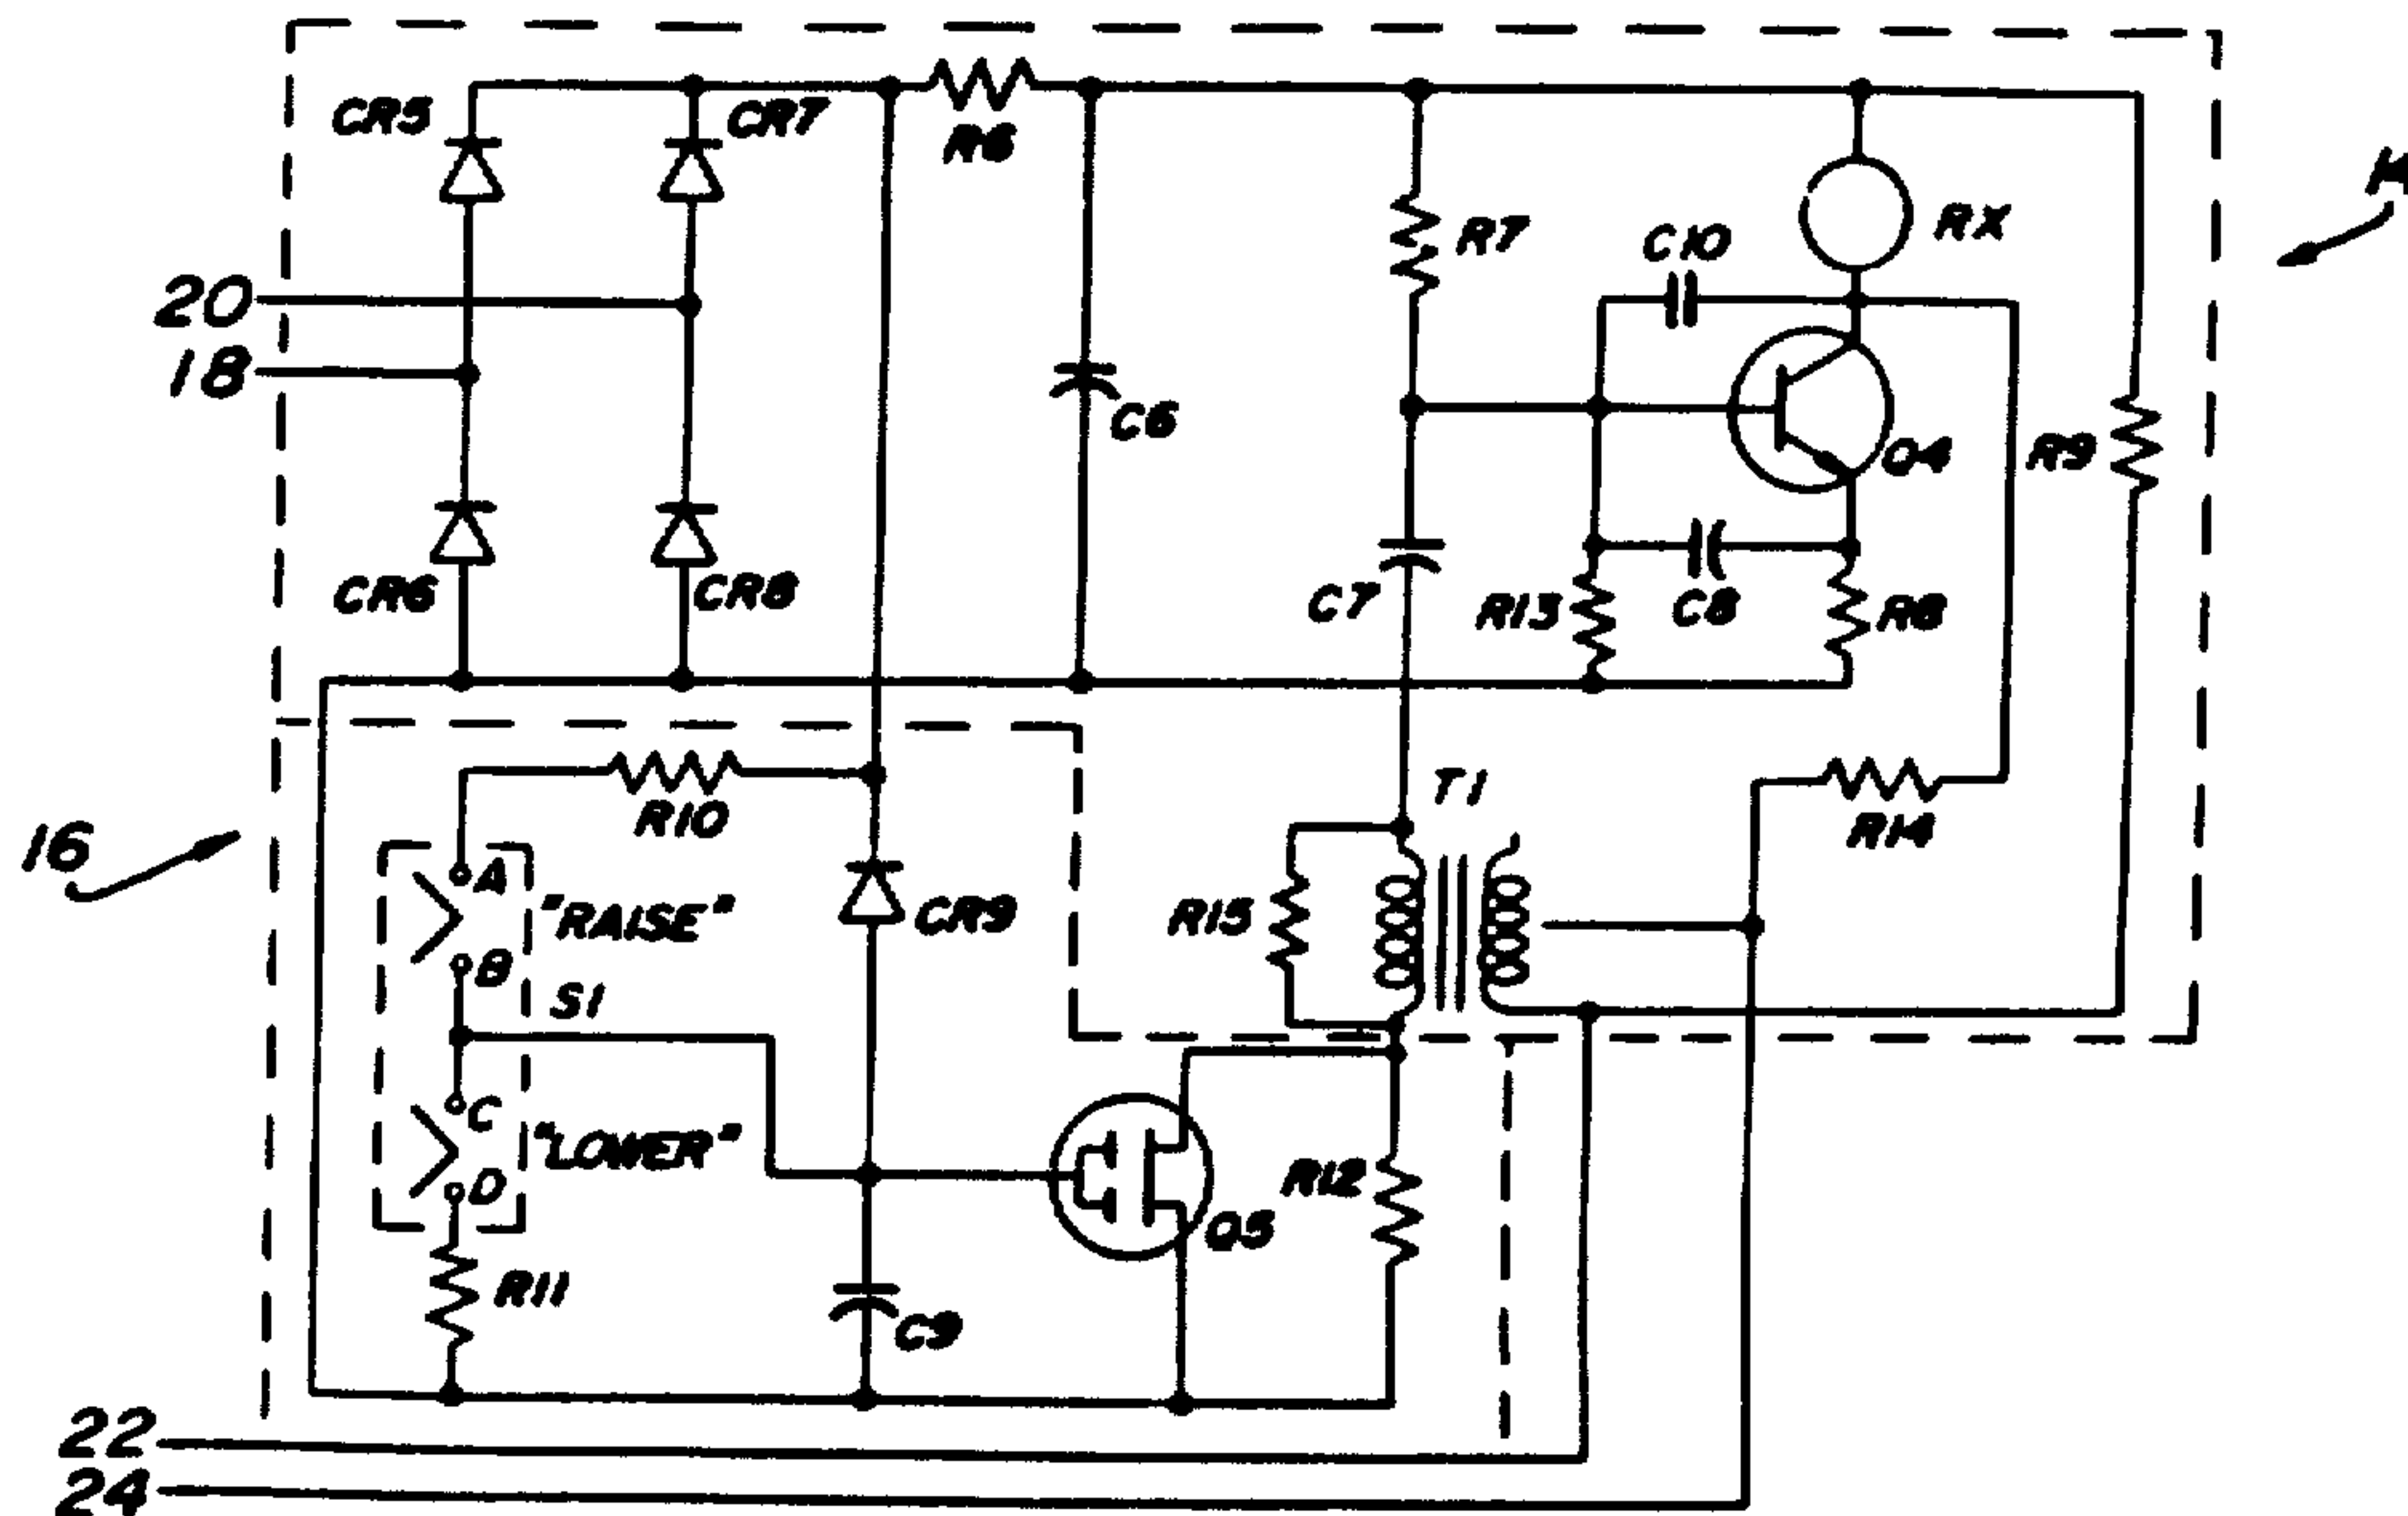 CR5
CR7
R6
R7
C10
RX
20
18
C6
Q4
R9
CR6
CR8
C7
R13
C8
R8
R10
T1
R14
16
A
"RAISE"
CR9
R15
B
S1
C
"LOWER"
D
R12
Q5
R11
C9
22
24